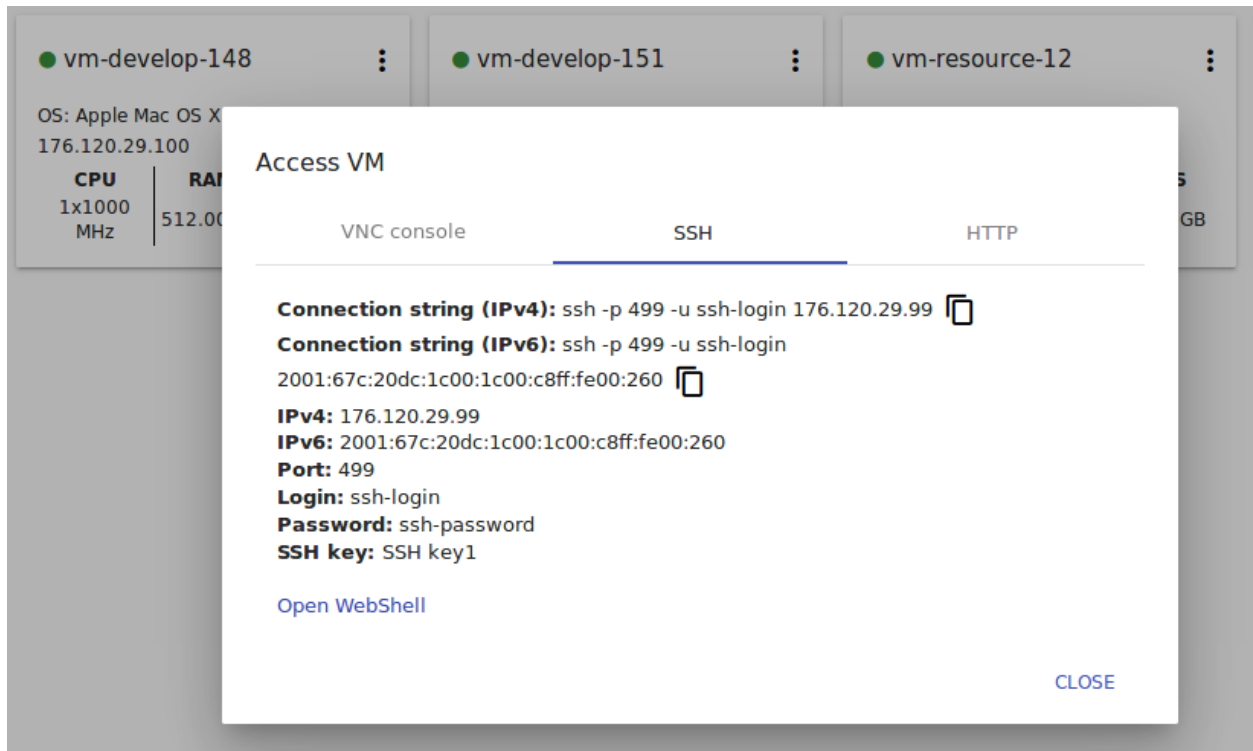 vm-develop-148
vm-develop-151
vm-resource-12
OS: Apple Mac OS X
176.120.29.100
CPU
1x1000
MHz
512.00
GB
Access VM
VNC console
SSH
HTTP
Connection string (IPv4): ssh -p 499 -u ssh-login 176.120.29.99
Connection string (IPv6): ssh -p 499 -u ssh-login
2001:67c:20dc:1c00:1c00:c8ff:fe00:260
IPv4: 176.120.29.99
IPv6: 2001:67c:20dc:1c00:1c00:c8ff:fe00:260
Port: 499
Login: ssh-login
Password: ssh-password
SSH key: SSH key1
Open WebShell
CLOSE